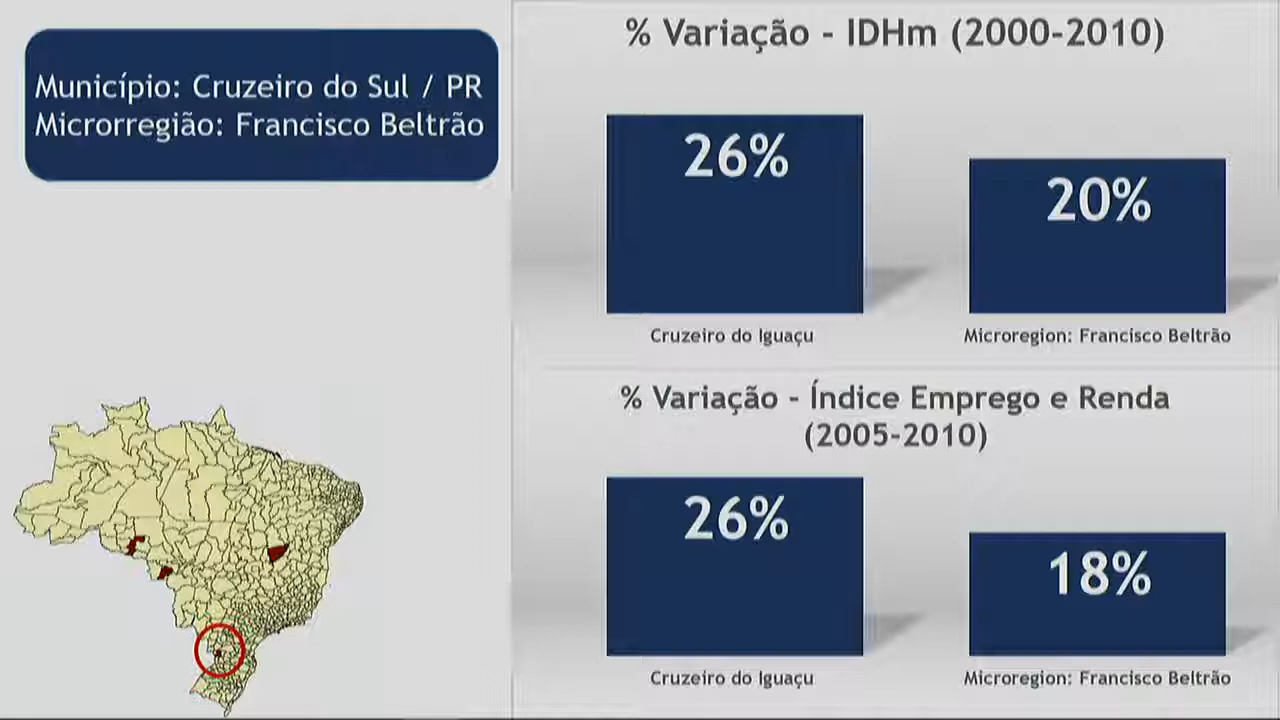 Município: Cruzeiro do Sul / PR
Microrregião: Francisco Beltrão
% Variação - IDHm (2000-2010)
26%
20%
Cruzeiro do Iguaçu
Microregion: Francisco Beltrão
% Variação - Índice Emprego e Renda
(2005-2010)
26%
18%
Cruzeiro do Iguaçu
Microregion: Francisco Beltrão